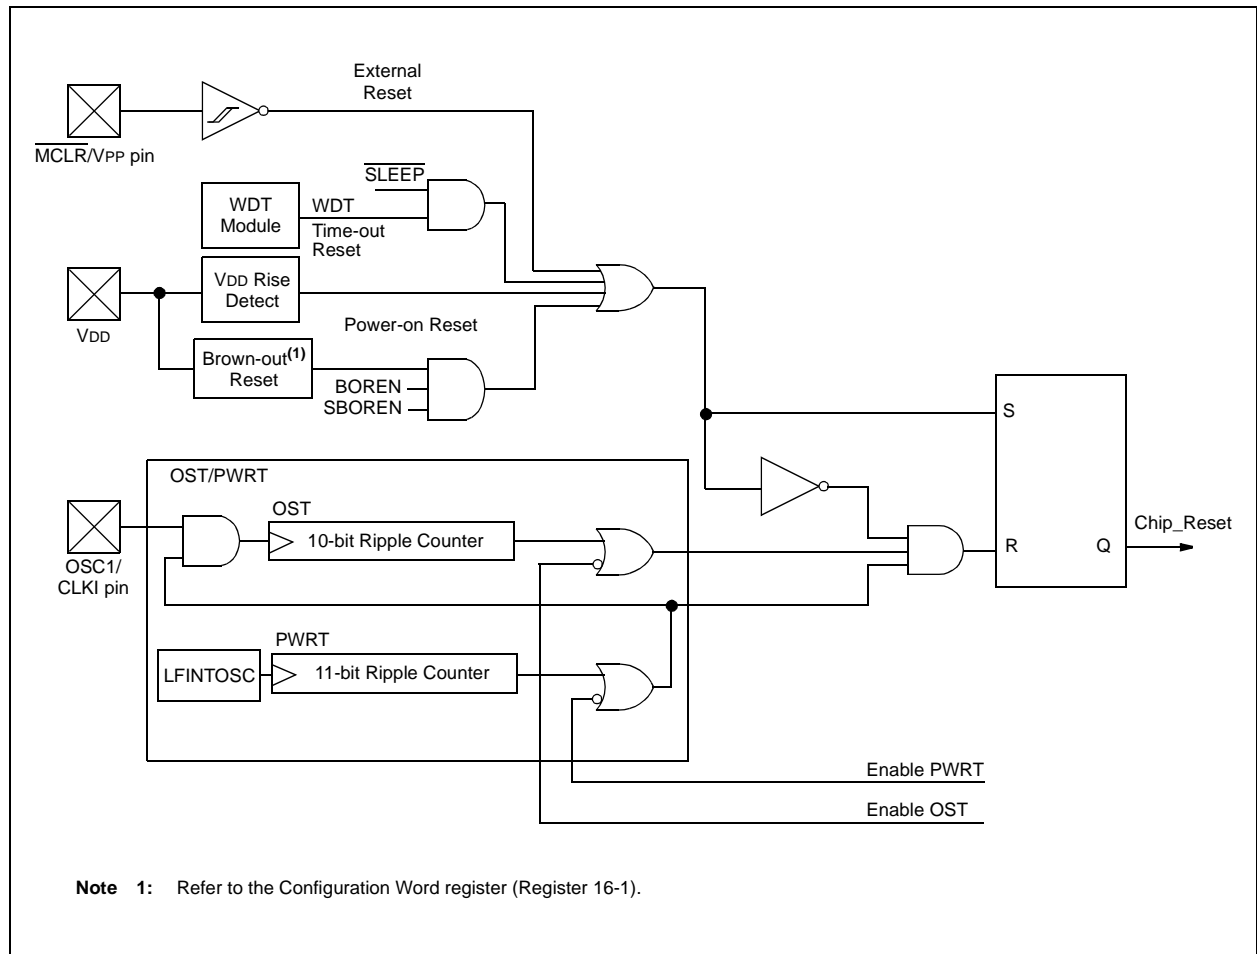 External
Reset
MCLR/VPP pin
SLEEP
WDT
Module
WDT
Time-out
Reset
VDD Rise
Detect
VDD
Power-on Reset
Brown-out(1)
Reset
BOREN
SBOREN
S
OST/PWRT
OST
10-bit Ripple Counter
OSC1/
CLKI pin
R
Q
Chip_Reset
PWRT
LFINTOSC
11-bit Ripple Counter
Enable PWRT
Enable OST
Note 1: Refer to the Configuration Word register (Register 16-1).